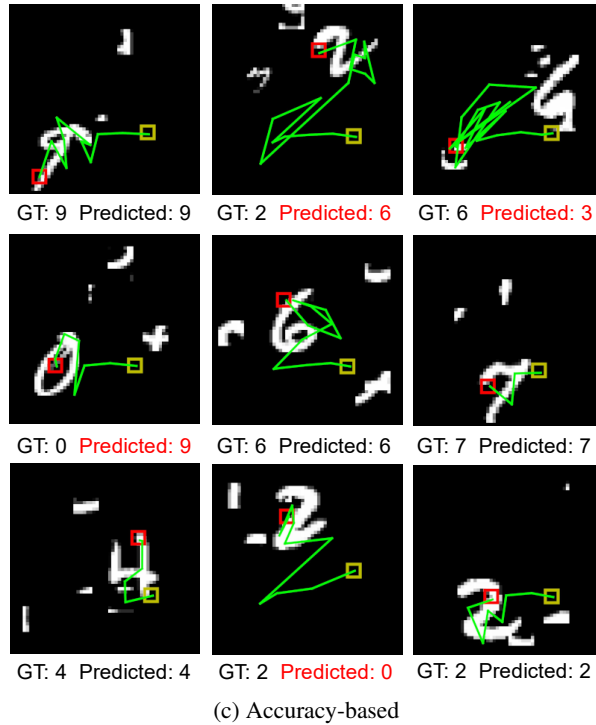 GT: 9 Predicted: 9
GT: 2 Predicted: 6
GT: 6 Predicted: 3
GT: 0 Predicted: 9
GT: 6 Predicted: 6
GT: 7 Predicted: 7
GT: 4 Predicted: 4
GT: 2 Predicted: 0
GT: 2 Predicted: 2
(c) Accuracy-based